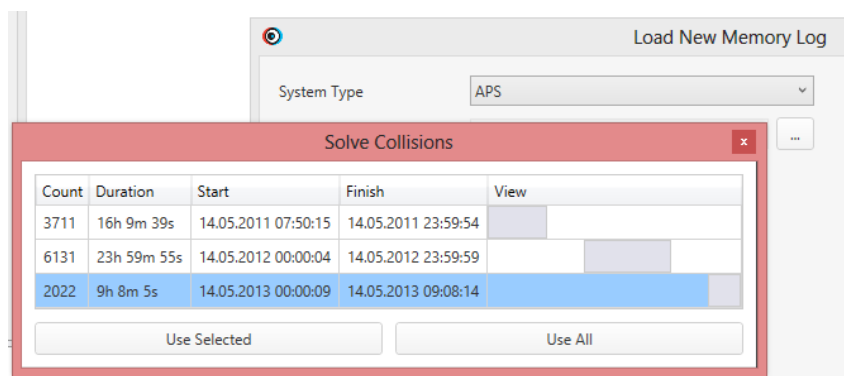 Load New Memory Log
System Type APS
...
Solve Collisions x
Count Duration Start Finish View
3711 16h 9m 39s 14.05.2011 07:50:15 14.05.2011 23:59:54
6131 23h 59m 55s 14.05.2012 00:00:04 14.05.2012 23:59:59
2022 9h 8m 5s 14.05.2013 00:00:09 14.05.2013 09:08:14
Use Selected Use All